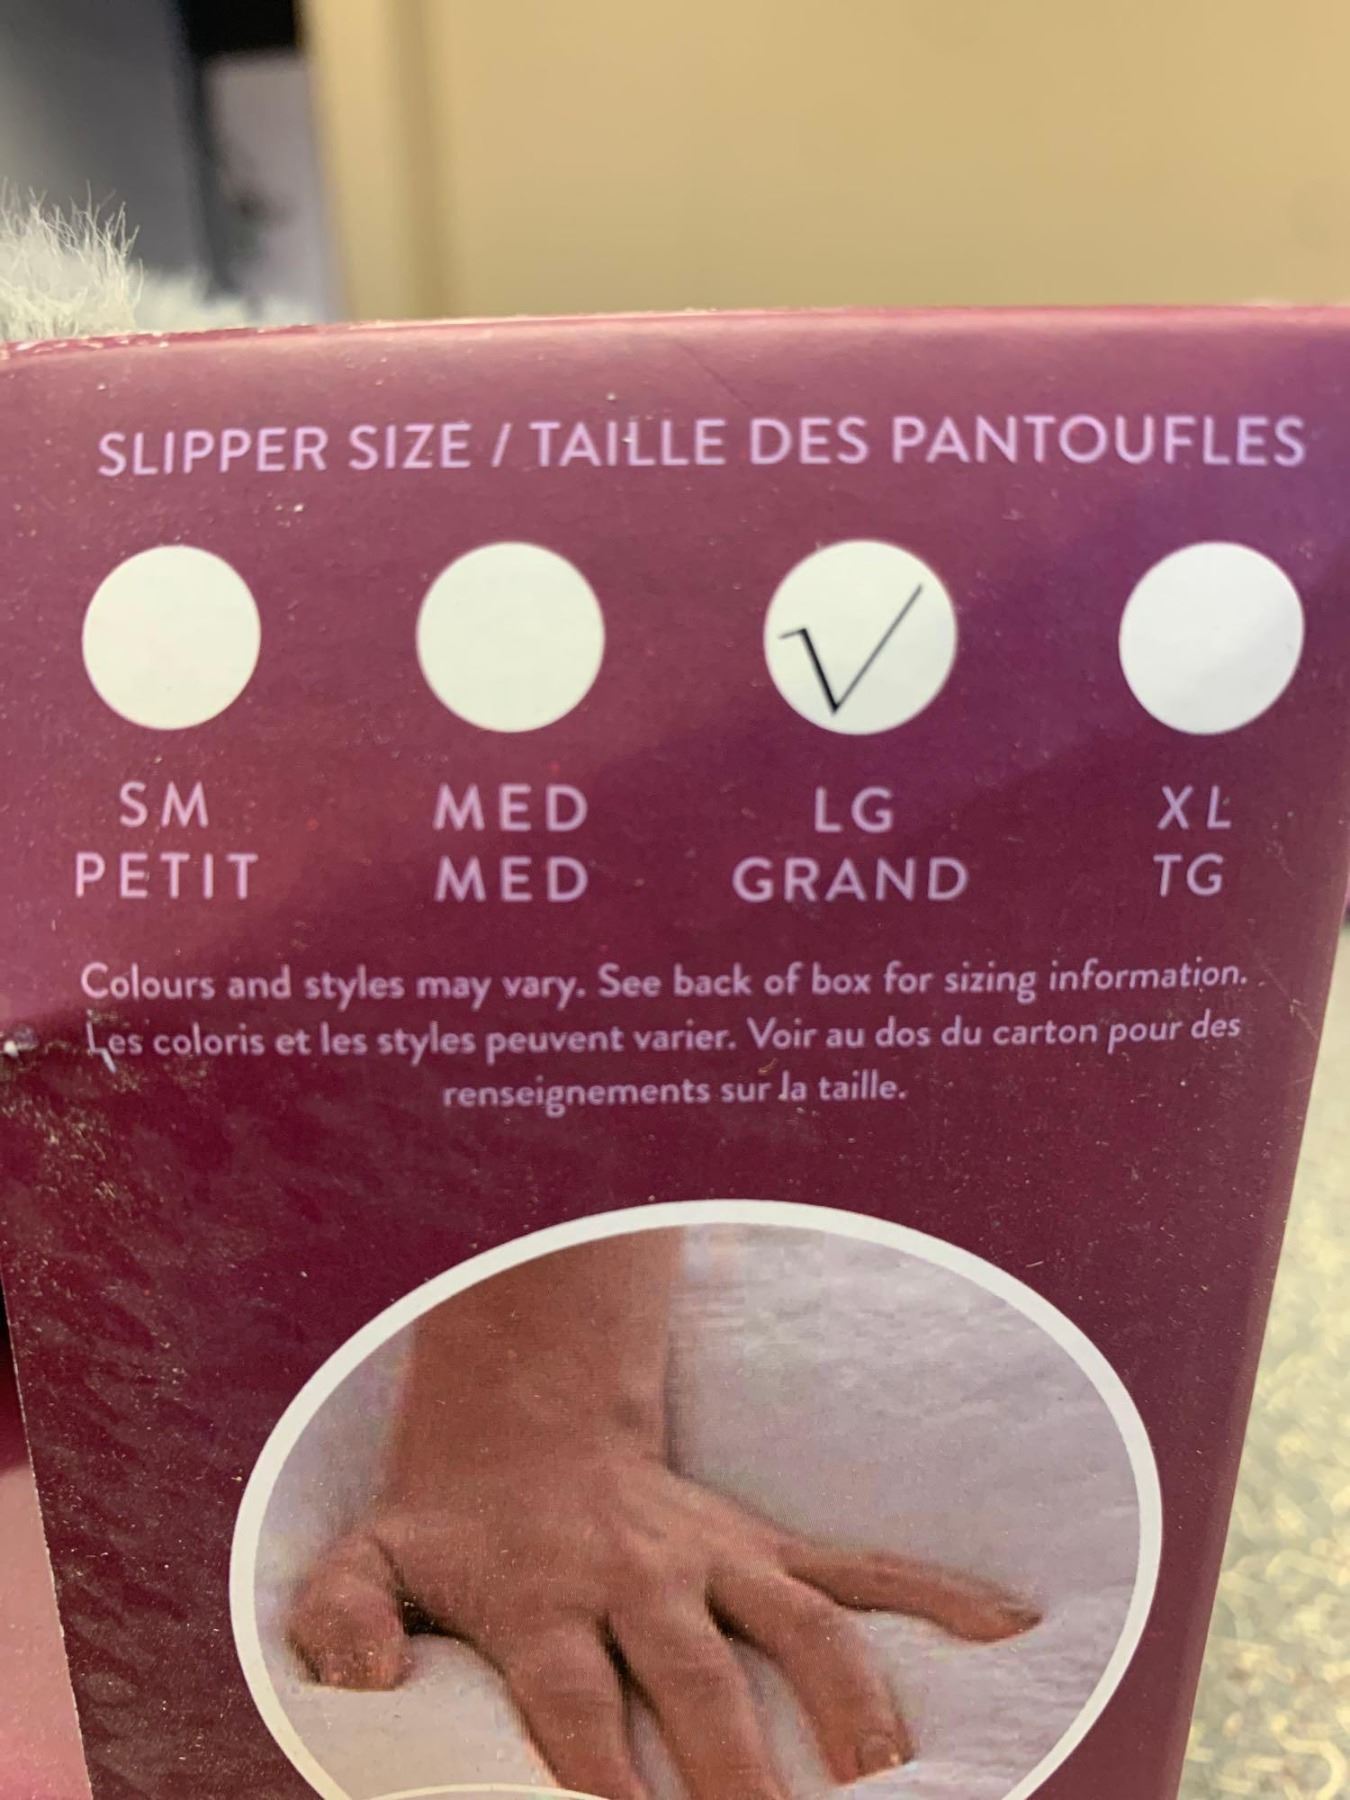 SLIPPER SIZE / TAILLE DES PANTOUFLES
SM MED LG XL
PETIT MED GRAND TG
Colours and styles may vary. See back of box for sizing information.
Les coloris et les styles peuvent varier. Voir au dos du carton pour des
renseignements sur la taille.